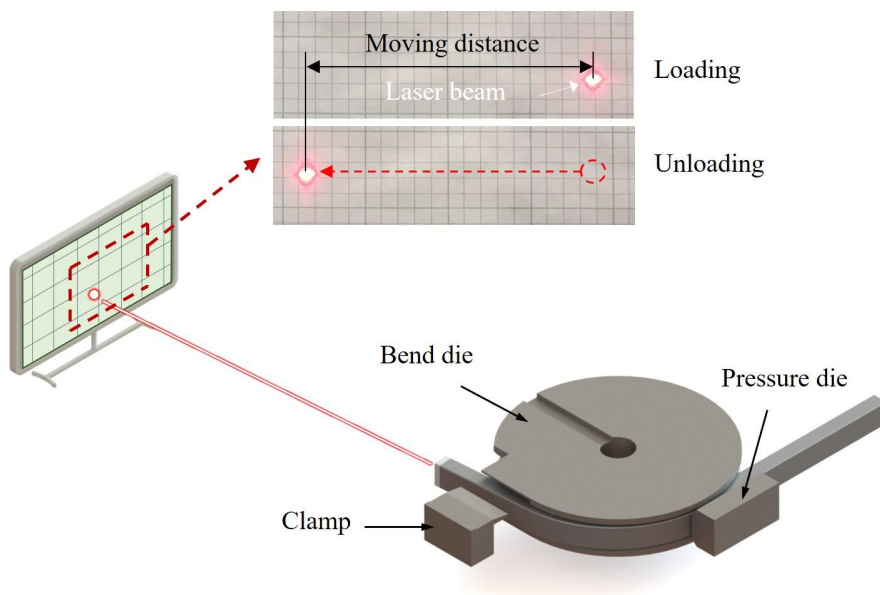 Moving distance
Loading
Laser beam
Unloading
Bend die
Pressure die
Clamp